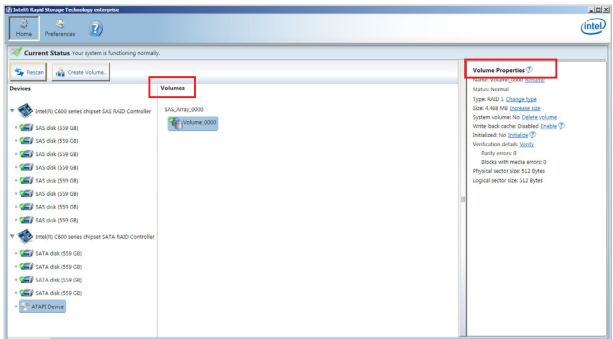 Intel® Rapid Storage Technology enterprise
Home
Preferences
?
intel
Current Status Your system is functioning normally.
Rescan
Create Volume...
Devices
Intel(R) C600 series chipset SAS RAID Controller
SAS disk (559 GB)
SAS disk (559 GB)
SAS disk (559 GB)
SAS disk (559 GB)
SAS disk (559 GB)
SAS disk (559 GB)
SAS disk (559 GB)
Intel(R) C600 series chipset SATA RAID Controller
SATA disk (559 GB)
SATA disk (559 GB)
SATA disk (559 GB)
SATA disk (559 GB)
ATAPI Device
Volumes
SAS_Array_0000
Volume_0000
Volume Properties ?
Name: Volume_0000 Rename
Status: Normal
Type: RAID 1 Change type
Size: 4,468 MB Increase size
System volume: No Delete volume
Write back cache: Disabled Enable ?
Initialized: No Initialize ?
Verification details Verify
Parity errors: 0
Blocks with media errors: 0
Physical sector size: 512 Bytes
Logical sector size: 512 Bytes